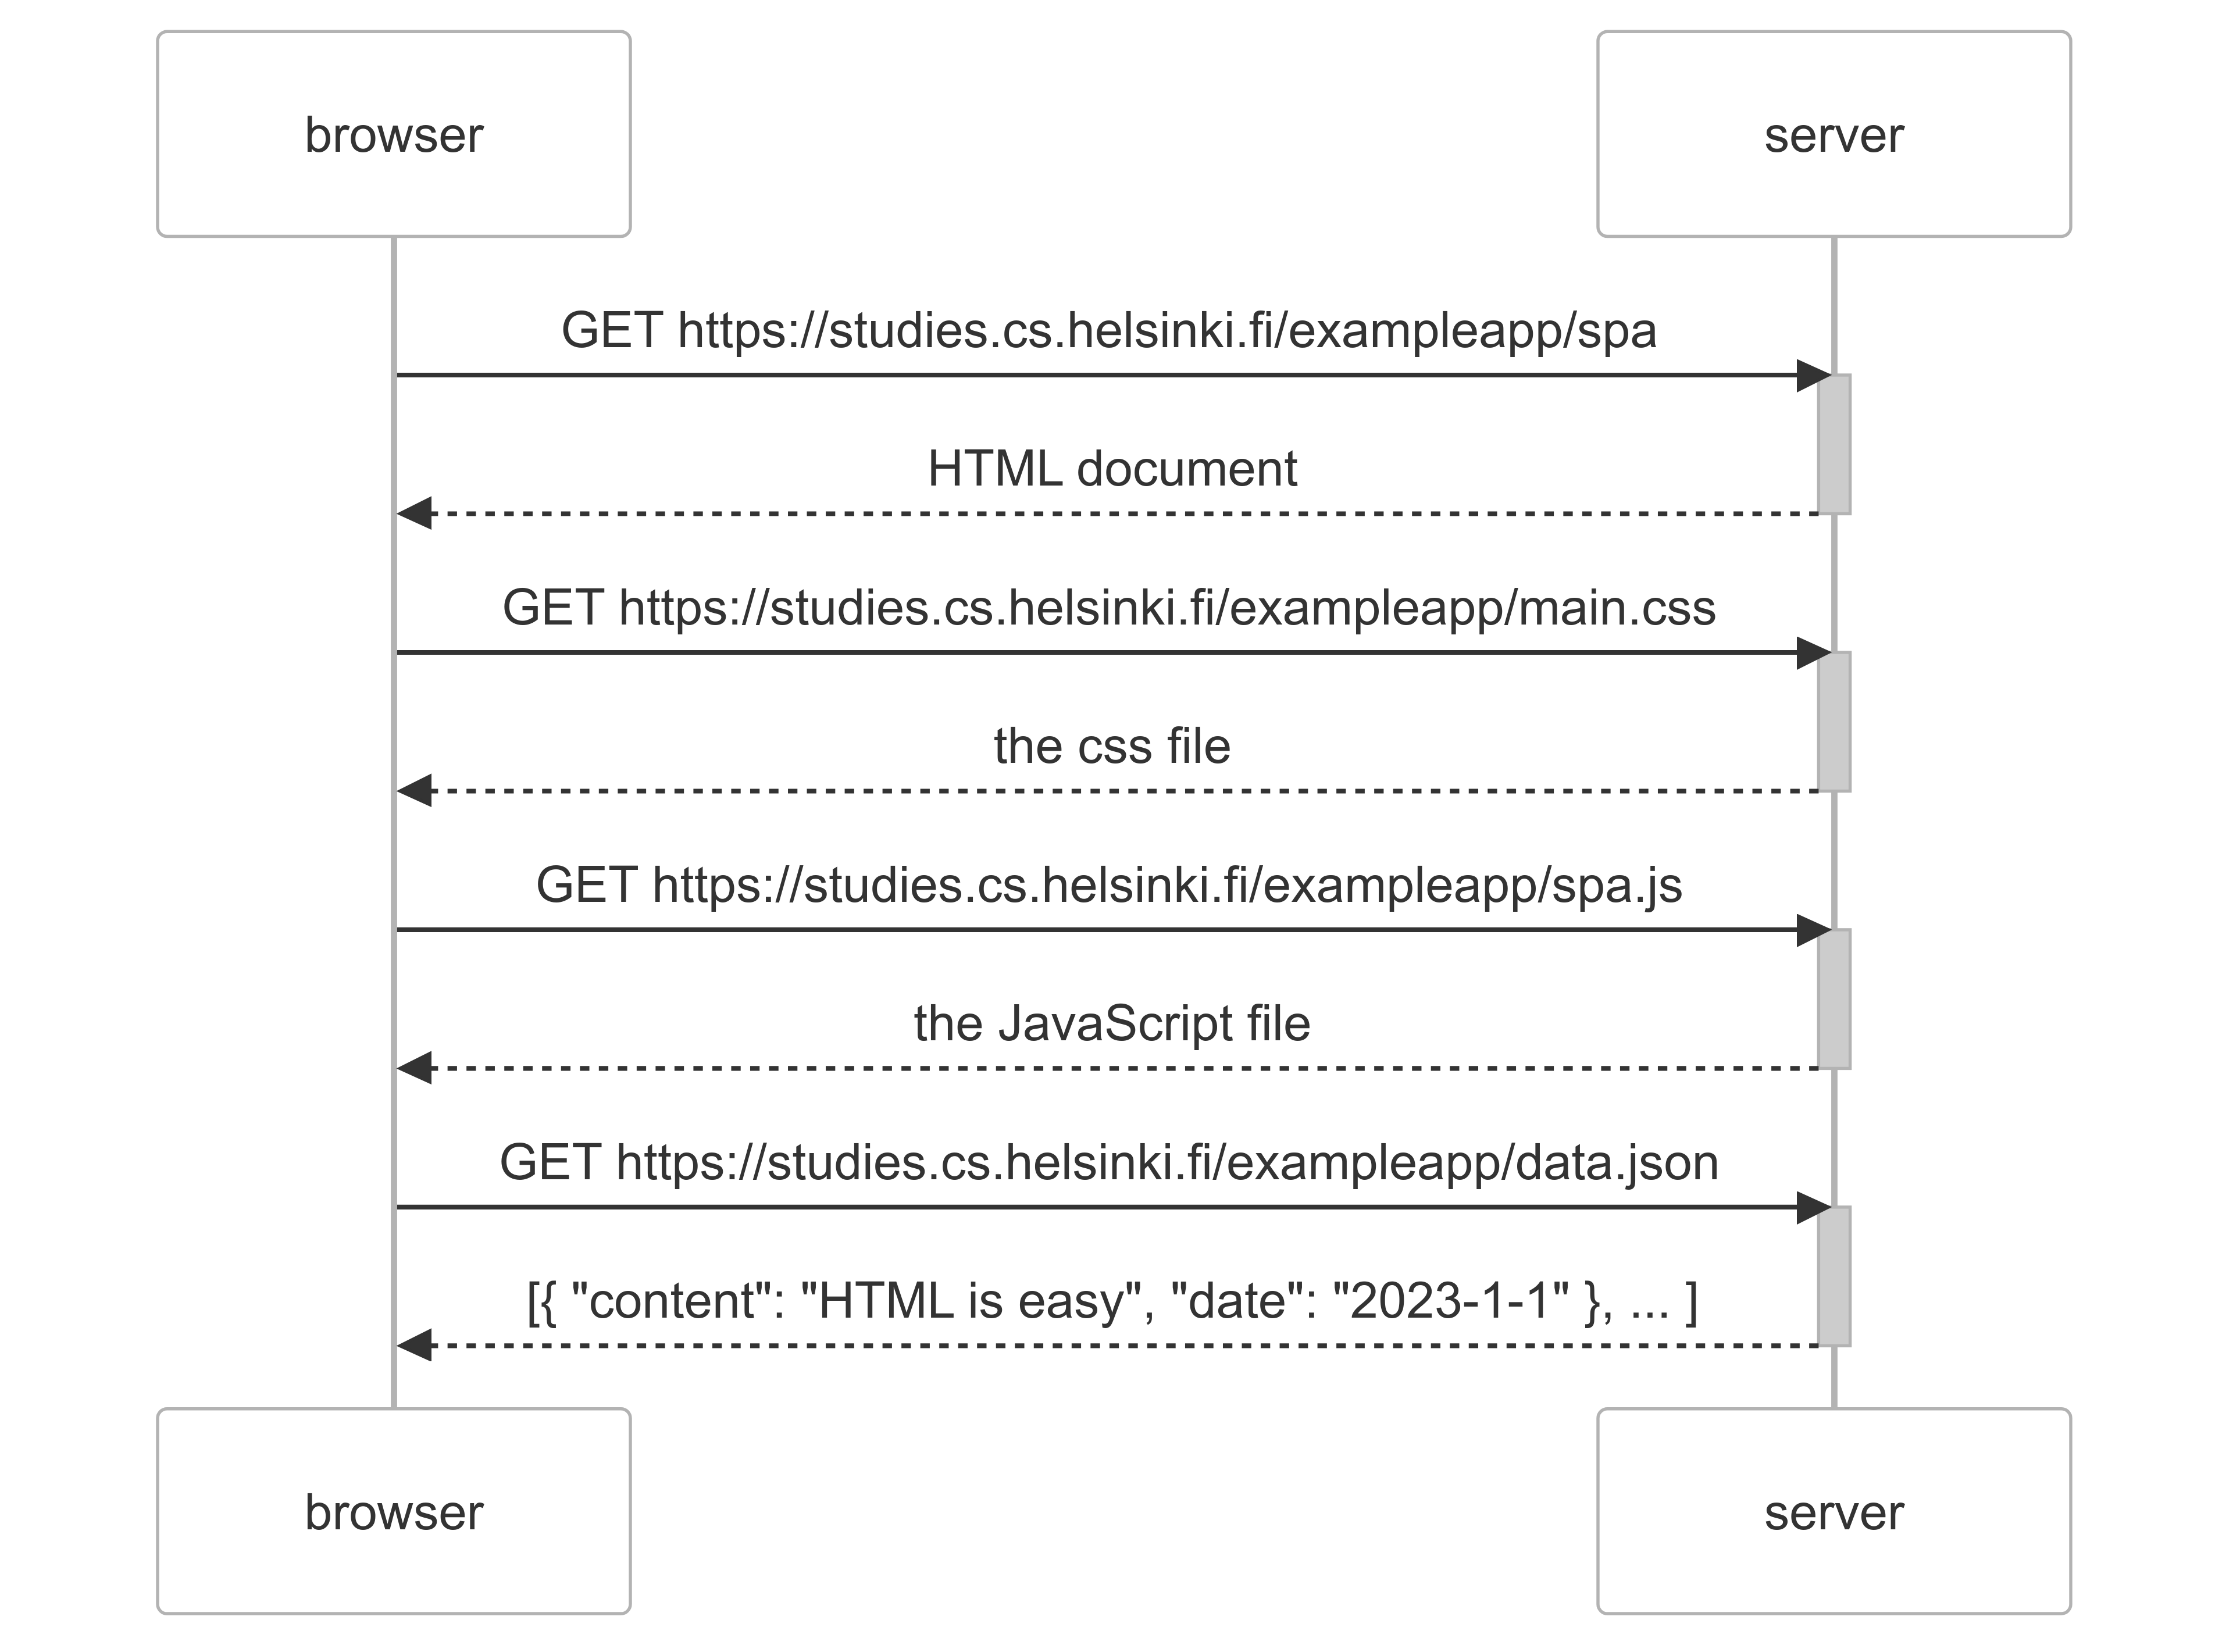 browser
server
GET https://studies.cs.helsinki.fi/exampleapp/spa
HTML document
GET https://studies.cs.helsinki.fi/exampleapp/main.css
the css file
GET https://studies.cs.helsinki.fi/exampleapp/spa.js
the JavaScript file
GET https://studies.cs.helsinki.fi/exampleapp/data.json
[{ "content": "HTML is easy", "date": "2023-1-1" }, ... ]
browser
server